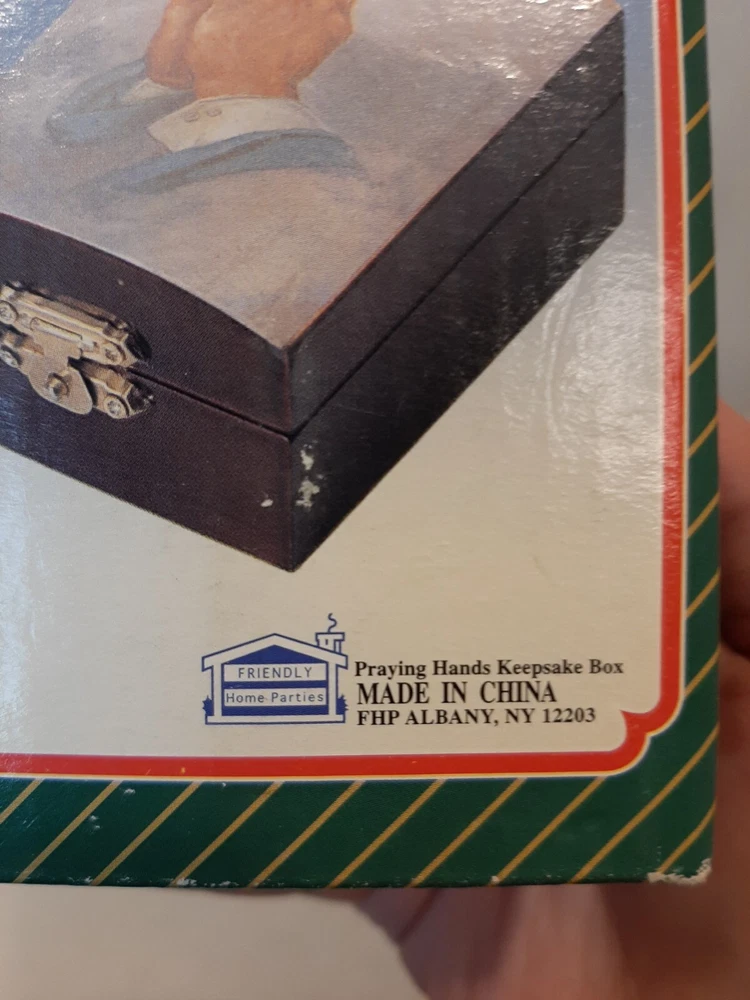 FRIENDLY
Home Parties
Praying Hands Keepsake Box
MADE IN CHINA
FHP ALBANY, NY 12203